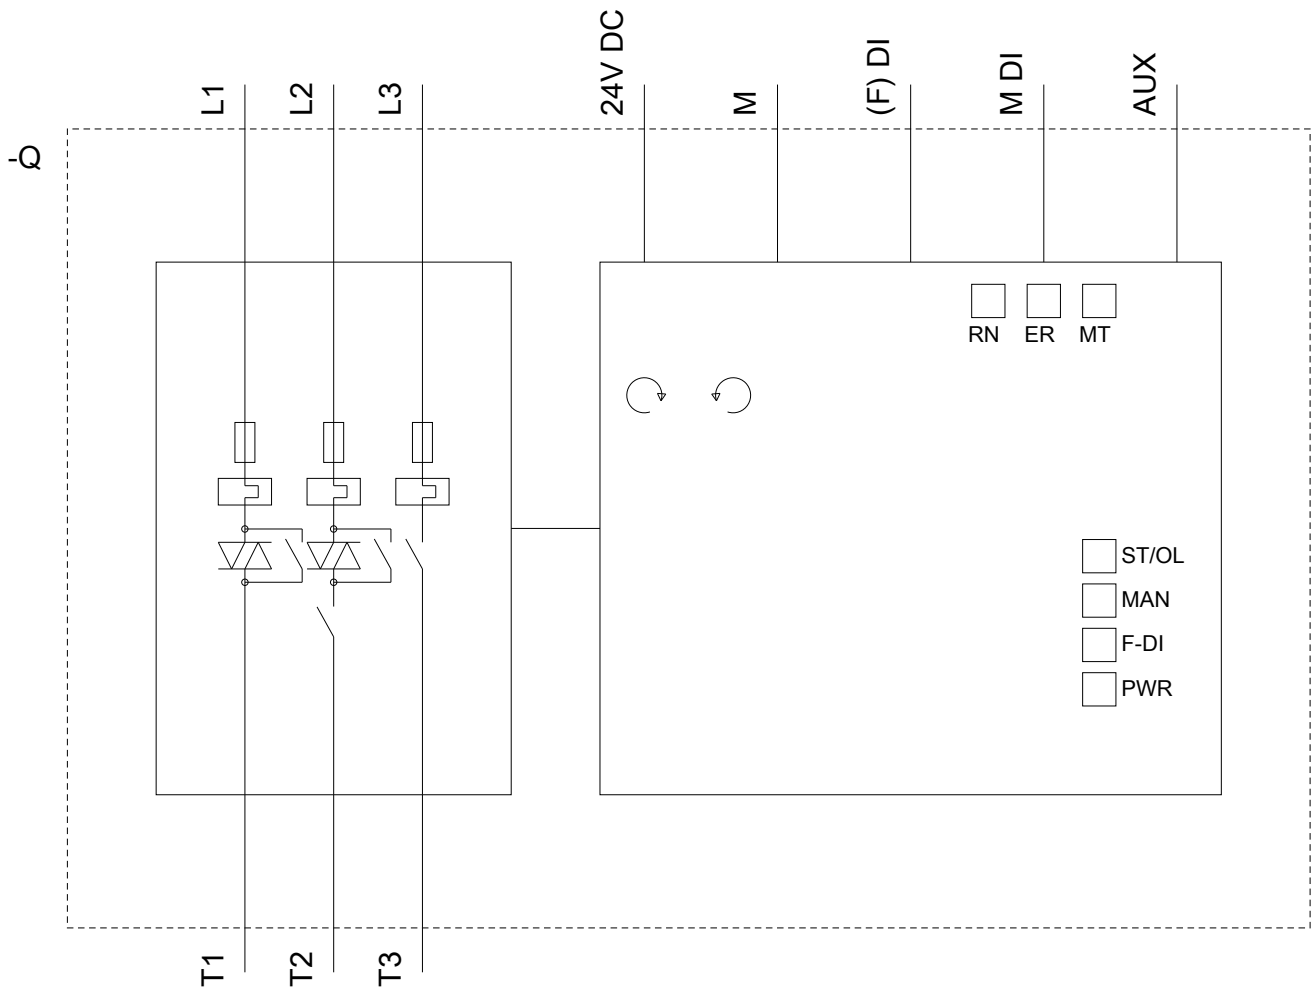 L1
L2
L3
24V DC
M
(F) DI
M DI
AUX
-Q
RN
ER
MT
ST/OL
MAN
F-DI
PWR
T1
T2
T3